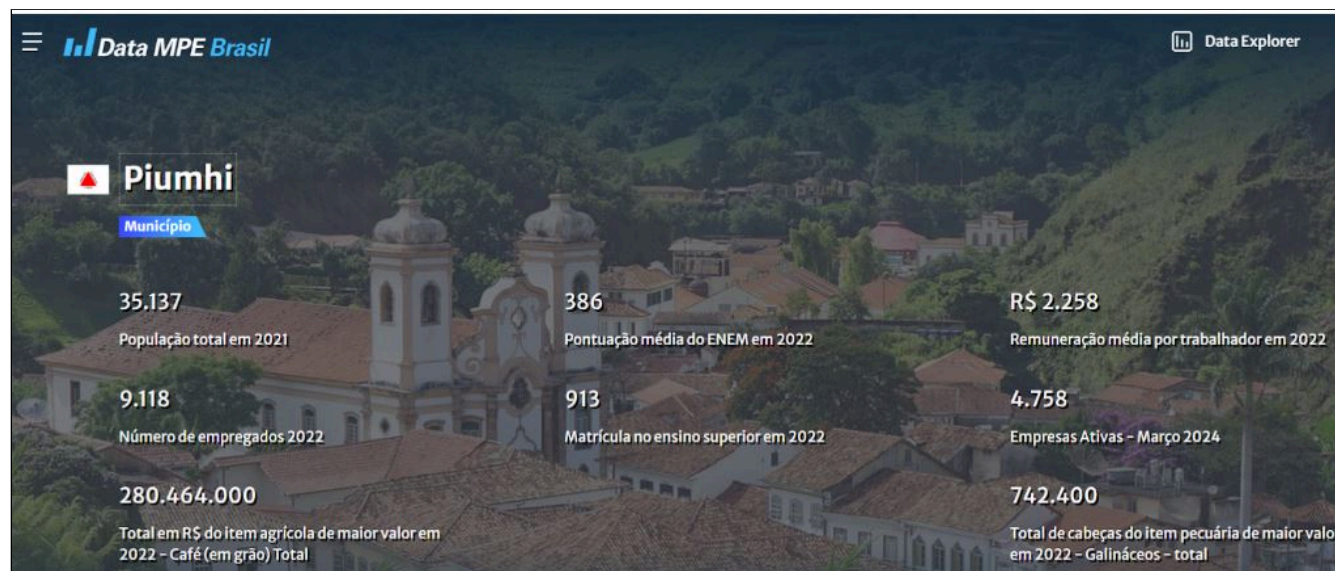 Data MPE Brasil
Data Explorer
Piumhi
Município
35.137
População total em 2021
386
Pontuação média do ENEM em 2022
R$ 2.258
Remuneração média por trabalhador em 2022
9.118
Número de empregados 2022
913
Matrícula no ensino superior em 2022
4.758
Empresas Ativas - Março 2024
280.464.000
Total em R$ do item agrícola de maior valor em
2022 - Café (em grão) Total
742.400
Total de cabeças do item pecuária de maior valo
em 2022 - Galináceos - total